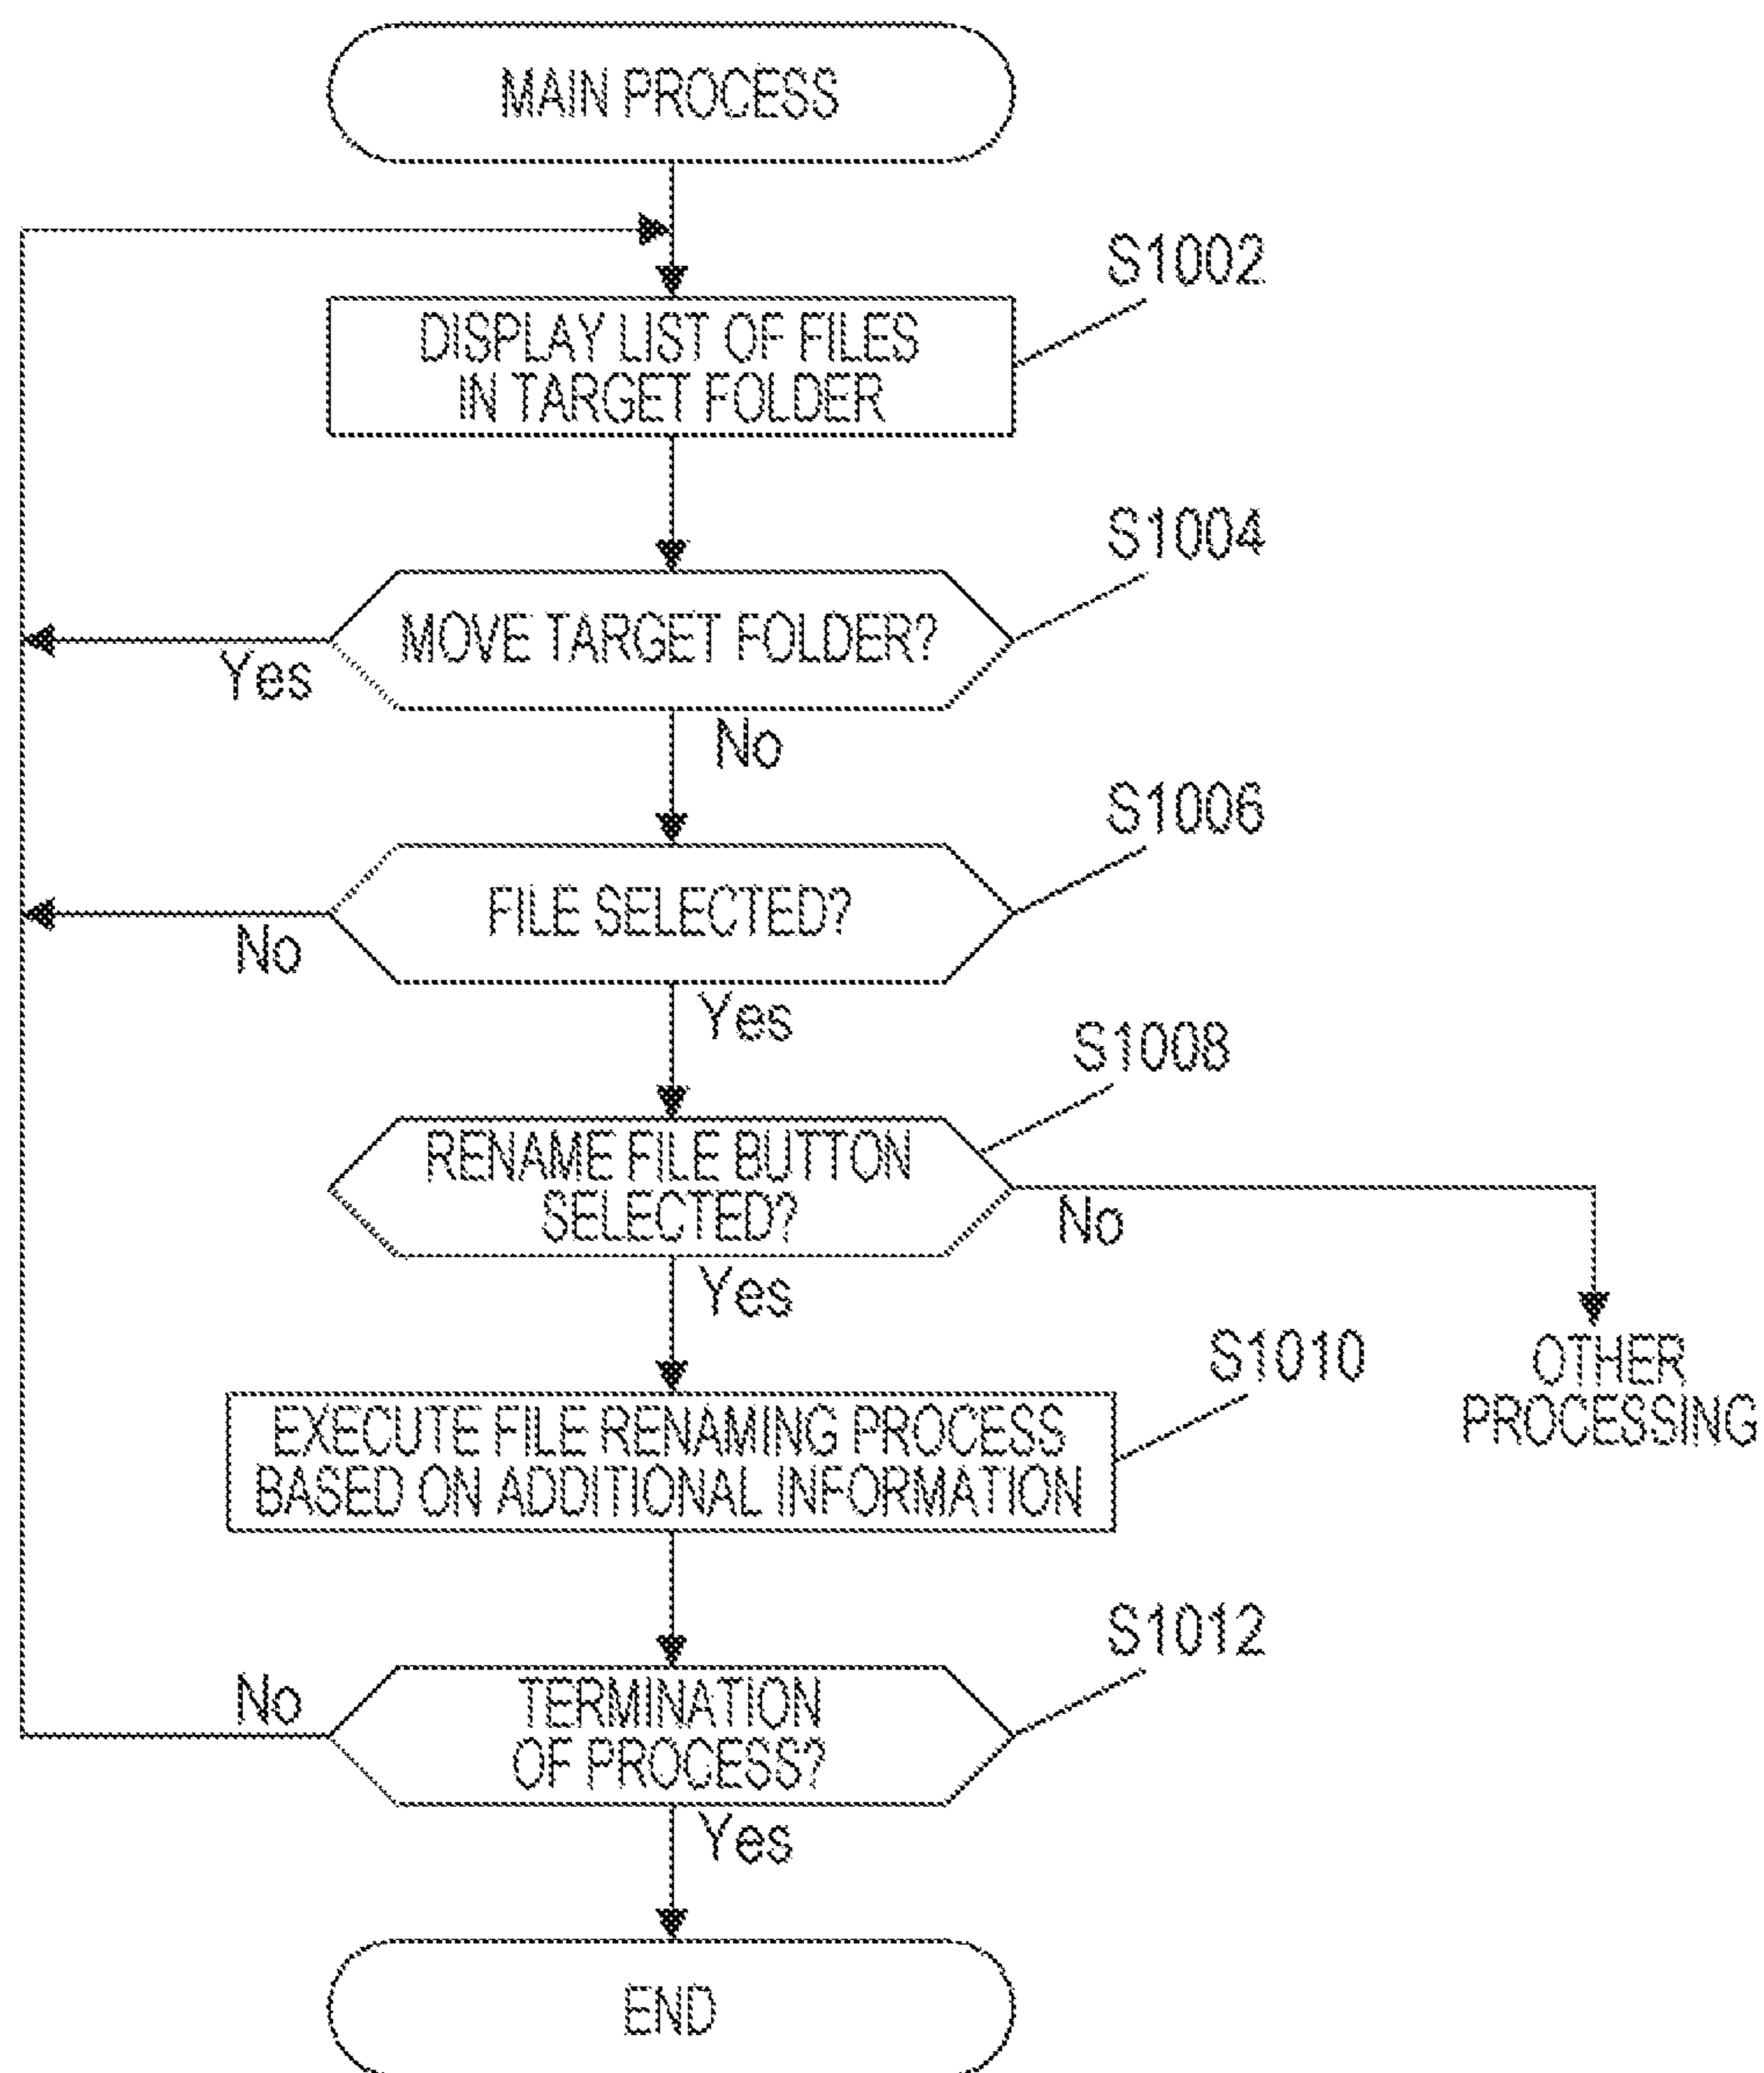 MAIN PROCESS
S1002
DISPLAY LIST OF FILES
IN TARGET FOLDER
S1004
MOVE TARGET FOLDER?
Yes
No
S1006
FILE SELECTED?
No
Yes
S1008
RENAME FILE BUTTON
SELECTED?
No
Yes
OTHER
PROCESSING
S1010
EXECUTE FILE RENAMING PROCESS
BASED ON ADDITIONAL INFORMATION
S1012
No
TERMINATION
OF PROCESS?
Yes
END